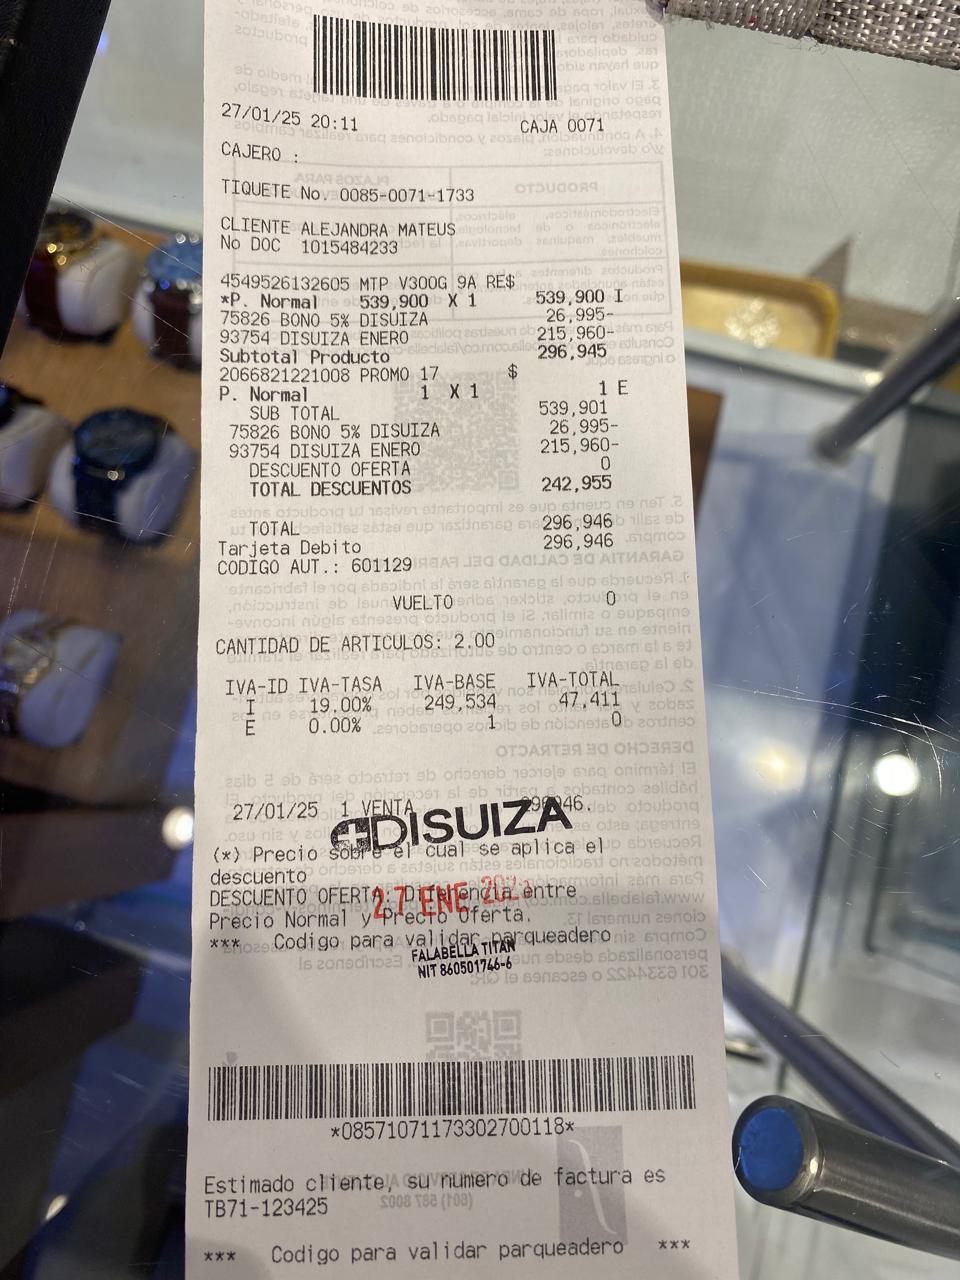 27/01/25 20:11 CAJA 0071
CAJERO :
TIQUETE No. 0085-0071-1733
CLIENTE ALEJANDRA MATEUS
No DOC 1015484233
4549526132605 MTP V300G 9A RE$
*P. Normal 539,900 X 1 539,900 I
75826 BONO 5% DISUIZA 26,995-
93754 DISUIZA ENERO 215,960-
Subtotal Producto 296,945
2066821221008 PROMO 17 $
P. Normal 1 X 1 1 E
SUB TOTAL 539,901
75826 BONO 5% DISUIZA 26,995-
93754 DISUIZA ENERO 215,960-
DESCUENTO OFERTA 0
TOTAL DESCUENTOS 242,955
TOTAL 296,946
Tarjeta Debito 296,946
CODIGO AUT.: 601129
VUELTO 0
CANTIDAD DE ARTICULOS: 2.00
IVA-ID IVA-TASA IVA-BASE IVA-TOTAL
I 19.00% 249,534 47,411
E 0.00% 1 0
27/01/25 1 VENTA 296946.
DISUIZA
(*) Precio sobre el cual se aplica el
descuento
DESCUENTO OFERTA: Diferencia entre
27 ENE
Precio Normal y Precio Oferta.
*** Codigo para validar parqueadero
FALABELLA TITAN
NIT 860501746-6
*08571071173302700118*
Estimado cliente, su numero de factura es
TB71-123425
*** Codigo para validar parqueadero ***